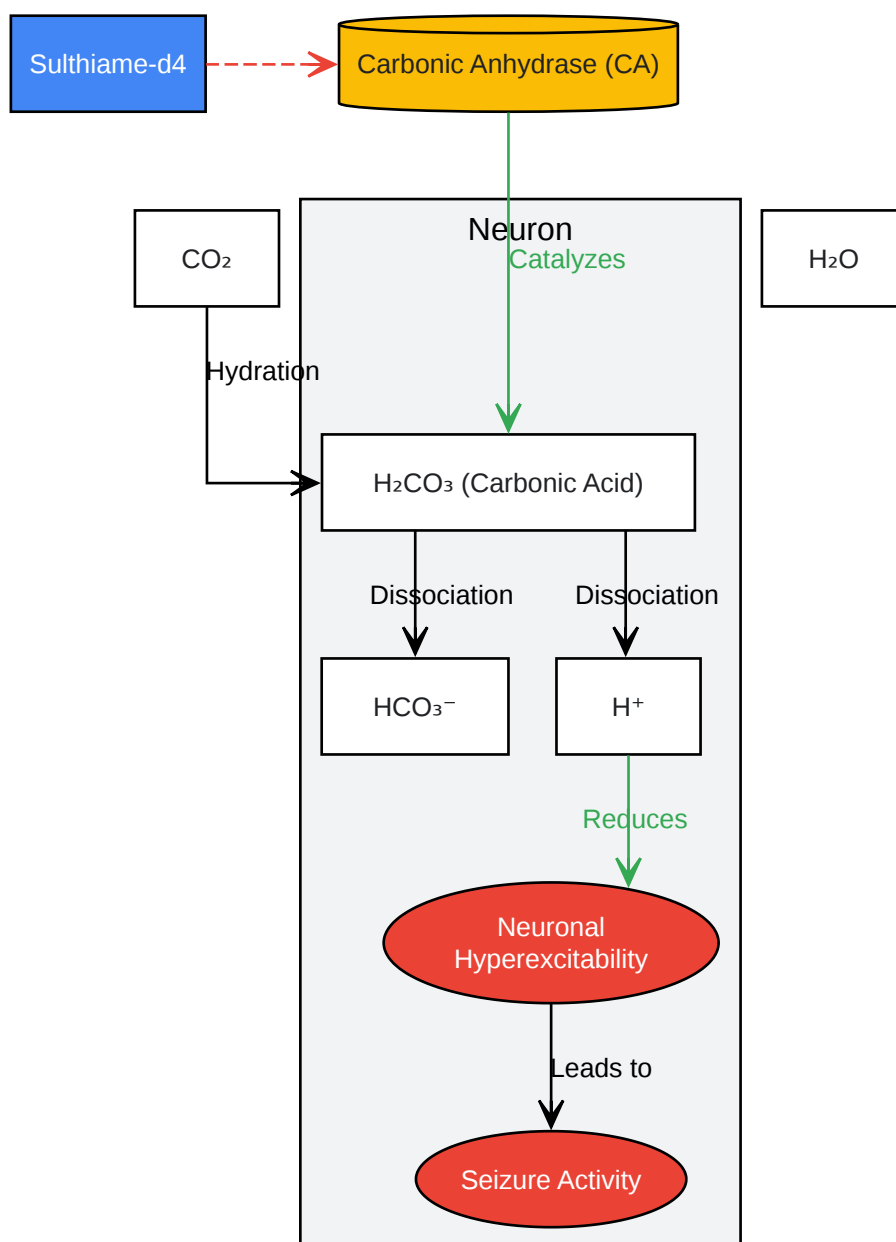 Sulthiame-d4
Carbonic Anhydrase (CA)
Neuron
CO₂
Catalyzes
H₂O
Hydration
H₂CO₃ (Carbonic Acid)
Dissociation
Dissociation
HCO₃⁻
H⁺
Reduces
Neuronal
Hyperexcitability
Leads to
Seizure Activity